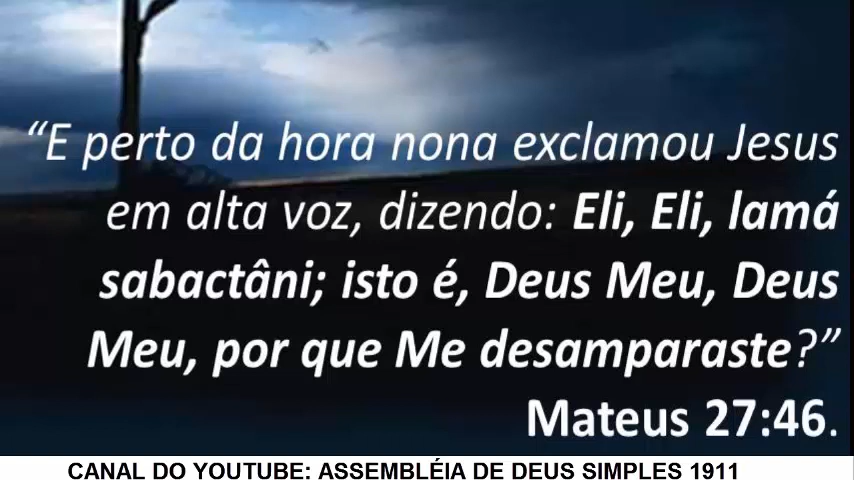 “E perto da hora nona exclamou Jesus
em alta voz, dizendo: Eli, Eli, lamá
sabactâni; isto é, Deus Meu, Deus
Meu, por que Me desamparaste?”
Mateus 27:46.
CANAL DO YOUTUBE: ASSEMBLÉIA DE DEUS SIMPLES 1911